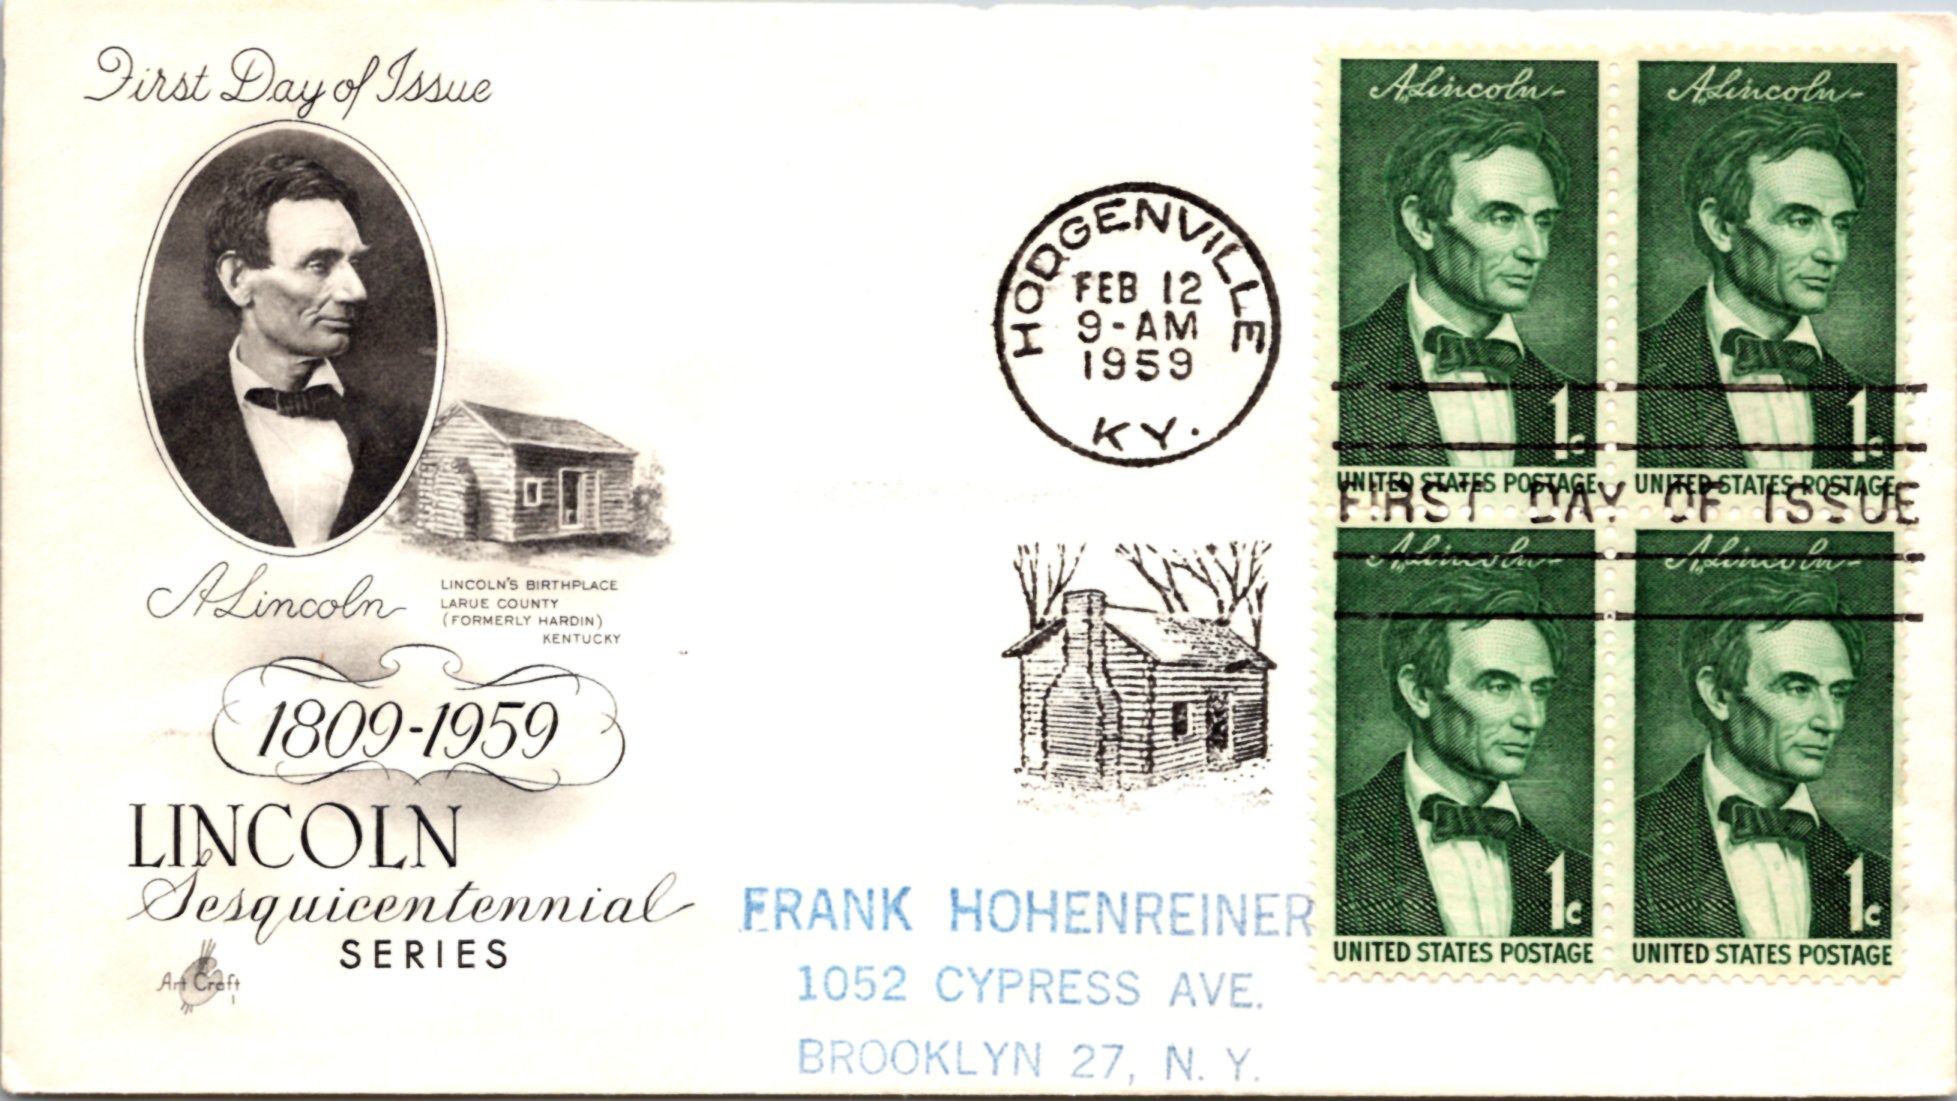 First Day of Issue
A. Lincoln
LINCOLN'S BIRTHPLACE
LARUE COUNTY
(FORMERLY HARDIN)
KENTUCKY
1809-1959
LINCOLN
Sesquicentennial
SERIES
Art Craft
HODGENVILLE
FEB 12
9-AM
1959
KY.
A. Lincoln
1c
UNITED STATES POSTAGE
A. Lincoln
1c
UNITED STATES POSTAGE
FIRST DAY OF ISSUE
A. Lincoln
1c
UNITED STATES POSTAGE
A. Lincoln
1c
UNITED STATES POSTAGE
FRANK HOHENREINER
1052 CYPRESS AVE.
BROOKLYN 27, N. Y.